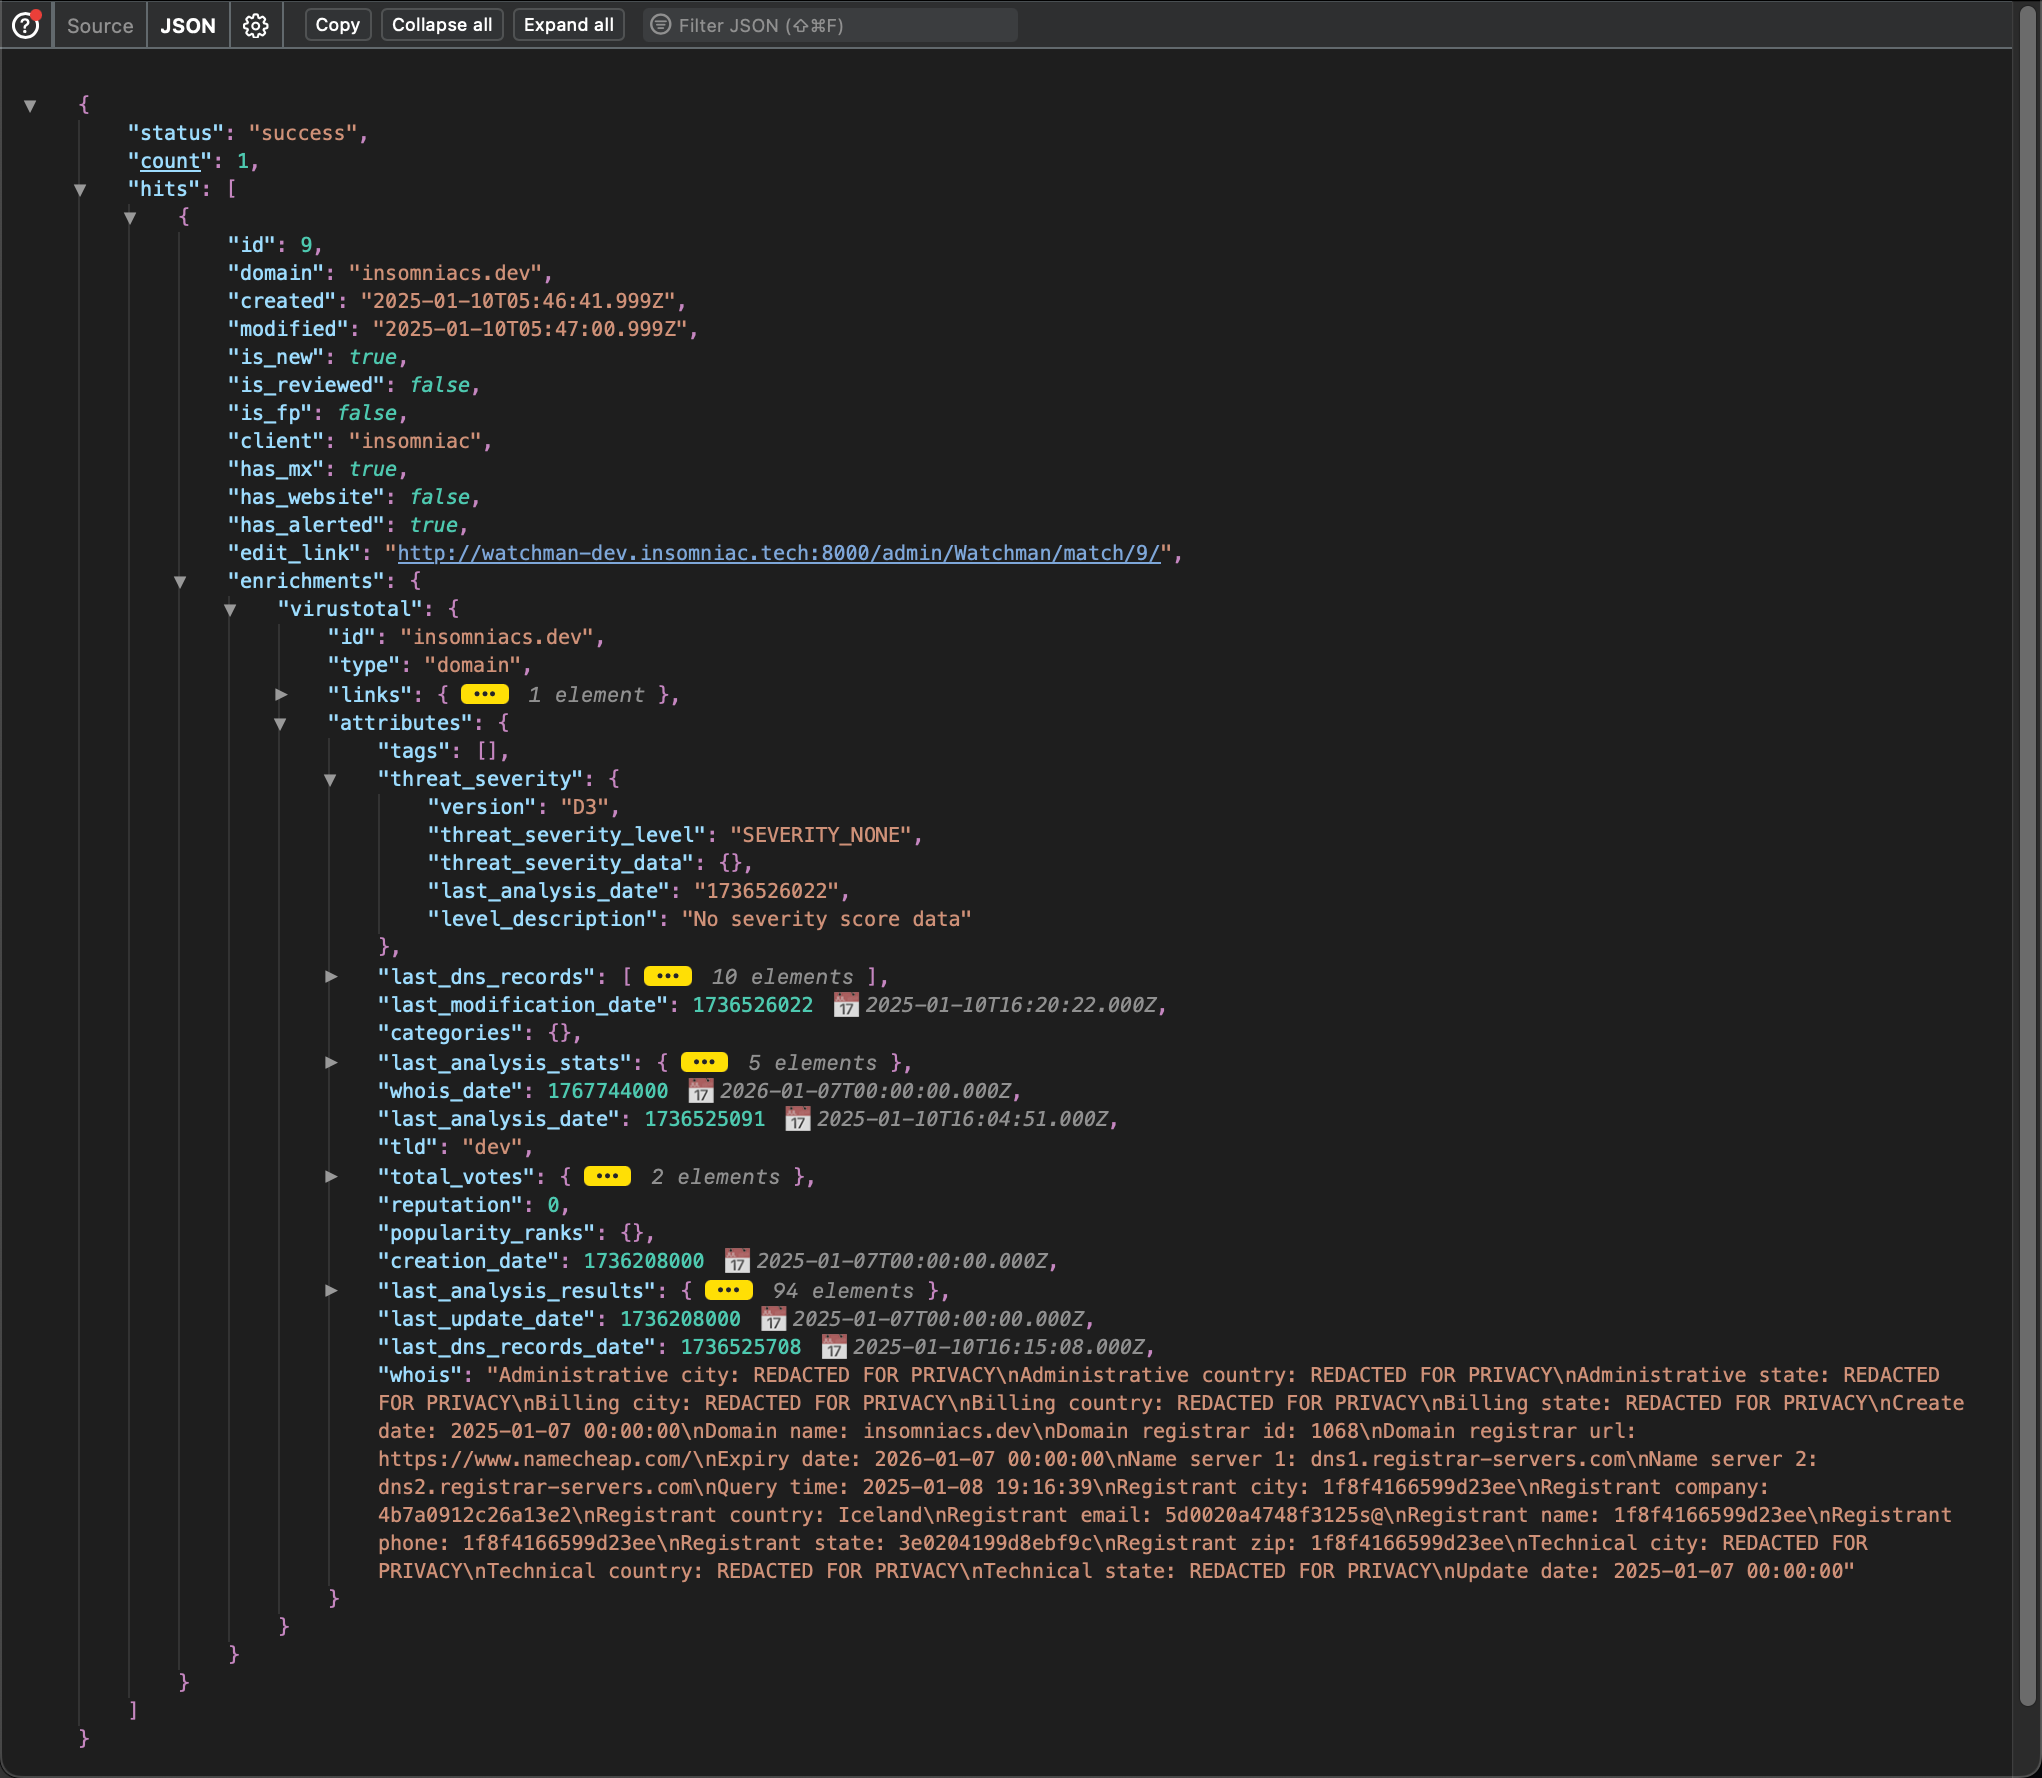 Source JSON Copy Collapse all Expand all Filter JSON (⇧⌘F)
{
"status": "success",
"count": 1,
"hits": [
{
"id": 9,
"domain": "insomniacs.dev",
"created": "2025-01-10T05:46:41.999Z",
"modified": "2025-01-10T05:47:00.999Z",
"is_new": true,
"is_reviewed": false,
"is_fp": false,
"client": "insomniac",
"has_mx": true,
"has_website": false,
"has_alerted": true,
"edit_link": "http://watchman-dev.insomniac.tech:8000/admin/Watchman/match/9/",
"enrichments": {
"virustotal": {
"id": "insomniacs.dev",
"type": "domain",
"links": { ••• 1 element },
"attributes": {
"tags": [],
"threat_severity": {
"version": "D3",
"threat_severity_level": "SEVERITY_NONE",
"threat_severity_data": {},
"last_analysis_date": "1736526022",
"level_description": "No severity score data"
},
"last_dns_records": [ ••• 10 elements ],
"last_modification_date": 1736526022 📅 2025-01-10T16:20:22.000Z,
"categories": {},
"last_analysis_stats": { ••• 5 elements },
"whois_date": 1767744000 📅 2026-01-07T00:00:00.000Z,
"last_analysis_date": 1736525091 📅 2025-01-10T16:04:51.000Z,
"tld": "dev",
"total_votes": { ••• 2 elements },
"reputation": 0,
"popularity_ranks": {},
"creation_date": 1736208000 📅 2025-01-07T00:00:00.000Z,
"last_analysis_results": { ••• 94 elements },
"last_update_date": 1736208000 📅 2025-01-07T00:00:00.000Z,
"last_dns_records_date": 1736525708 📅 2025-01-10T16:15:08.000Z,
"whois": "Administrative city: REDACTED FOR PRIVACY\nAdministrative country: REDACTED FOR PRIVACY\nAdministrative state: REDACTED
FOR PRIVACY\nBilling city: REDACTED FOR PRIVACY\nBilling country: REDACTED FOR PRIVACY\nBilling state: REDACTED FOR PRIVACY\nCreate
date: 2025-01-07 00:00:00\nDomain name: insomniacs.dev\nDomain registrar id: 1068\nDomain registrar url:
https://www.namecheap.com/\nExpiry date: 2026-01-07 00:00:00\nName server 1: dns1.registrar-servers.com\nName server 2:
dns2.registrar-servers.com\nQuery time: 2025-01-08 19:16:39\nRegistrant city: 1f8f4166599d23ee\nRegistrant company:
4b7a0912c26a13e2\nRegistrant country: Iceland\nRegistrant email: 5d0020a4748f3125s@\nRegistrant name: 1f8f4166599d23ee\nRegistrant
phone: 1f8f4166599d23ee\nRegistrant state: 3e0204199d8ebf9c\nRegistrant zip: 1f8f4166599d23ee\nTechnical city: REDACTED FOR
PRIVACY\nTechnical country: REDACTED FOR PRIVACY\nTechnical state: REDACTED FOR PRIVACY\nUpdate date: 2025-01-07 00:00:00"
}
}
}
}
]
}